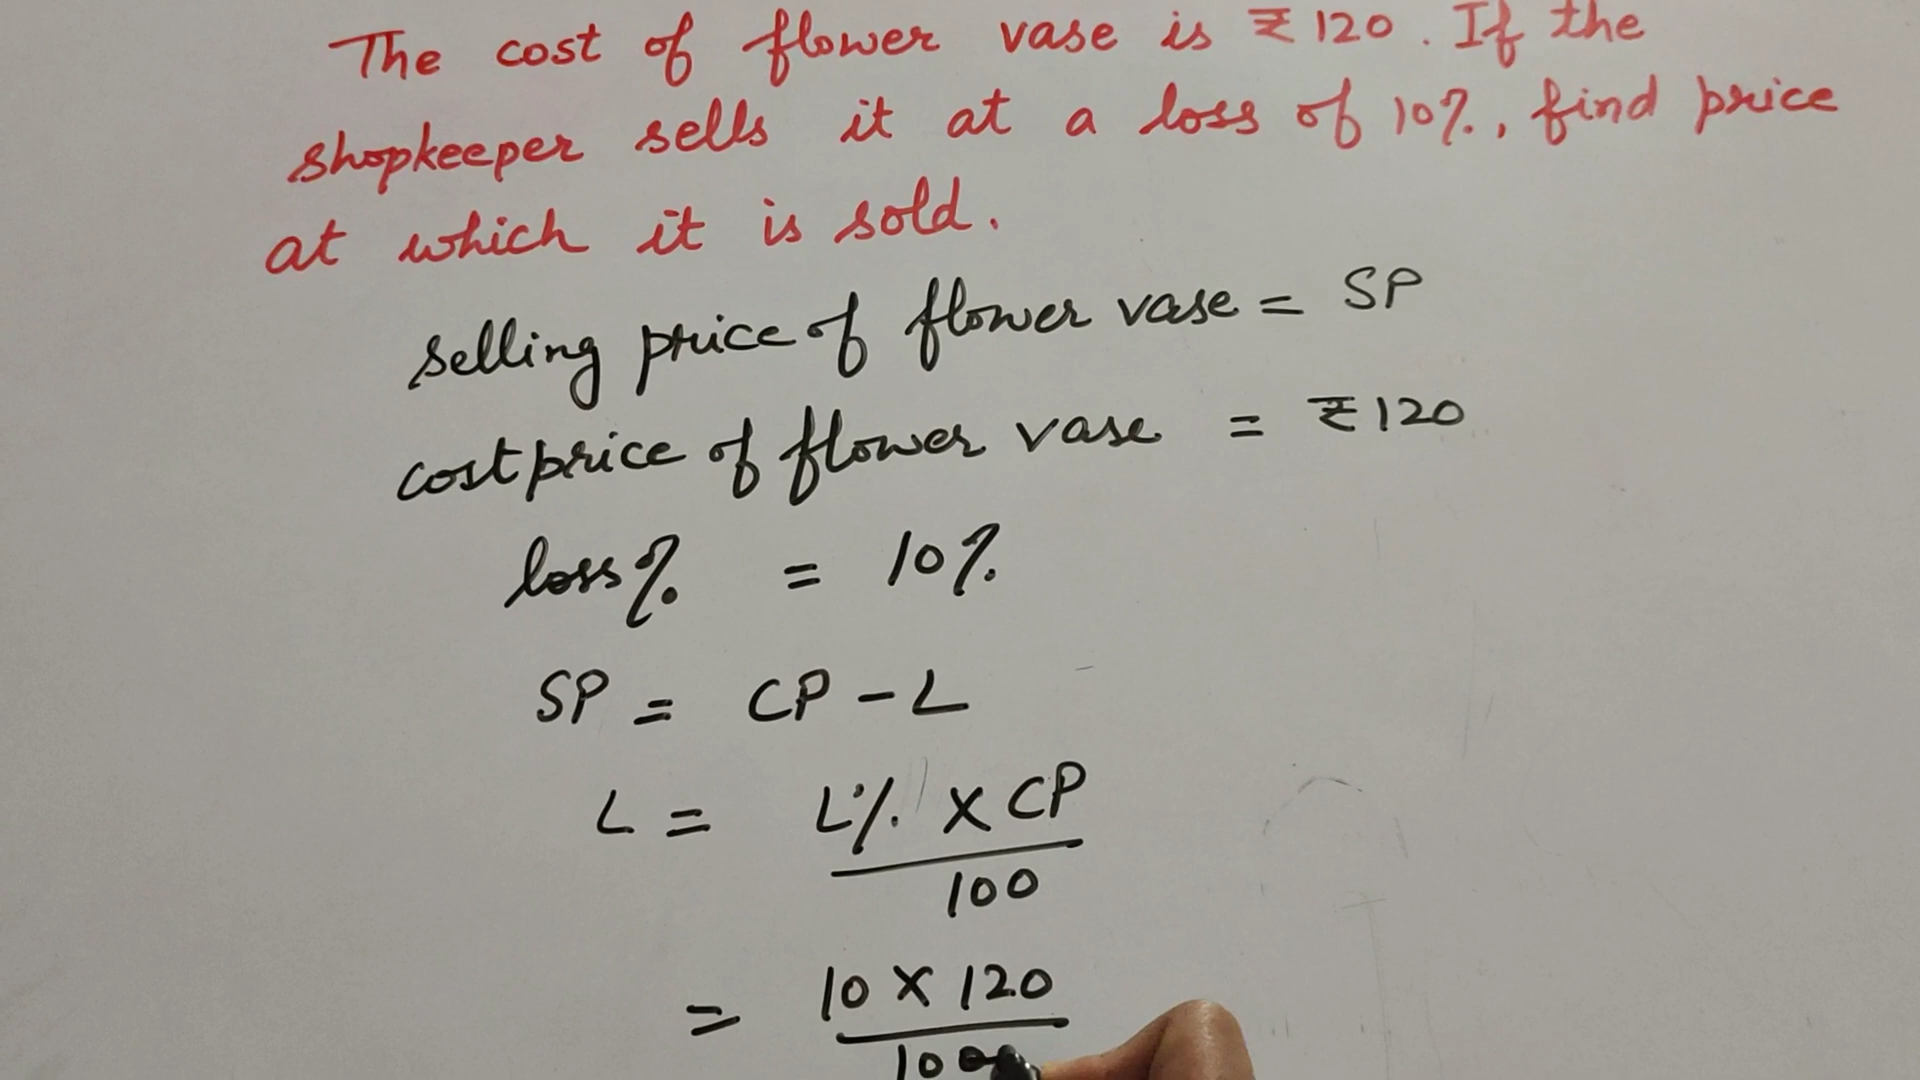 The cost of flower vase is ₹ 120. If the
shopkeeper sells it at a loss of 10%, find price
at which it is sold.
selling price of flower vase = SP
cost price of flower vase = ₹ 120
loss% = 10%
SP = CP - L
L = L% X CP
100
= 10 X 120
100